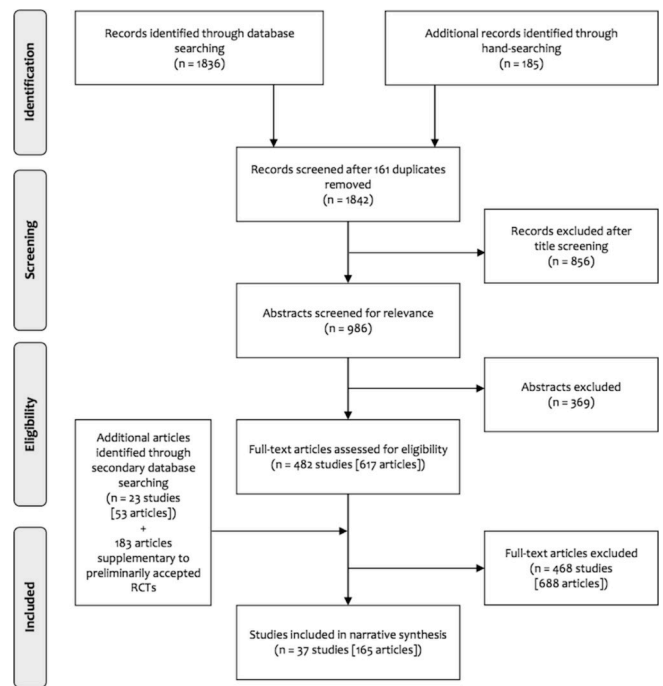 Identification
Records identified through database
searching
(n = 1836)
Additional records identified through
hand-searching
(n = 185)
Records screened after 161 duplicates
removed
(n = 1842)
Screening
Records excluded after
title screening
(n = 856)
Abstracts screened for relevance
(n = 986)
Eligibility
Abstracts excluded
(n = 369)
Additional articles
identified through
secondary database
searching
(n = 23 studies
[53 articles])
+
183 articles
supplementary to
preliminarily accepted
RCTs
Full-text articles assessed for eligibility
(n = 482 studies [617 articles])
Included
Full-text articles excluded
(n = 468 studies
[688 articles])
Studies included in narrative synthesis
(n = 37 studies [165 articles])